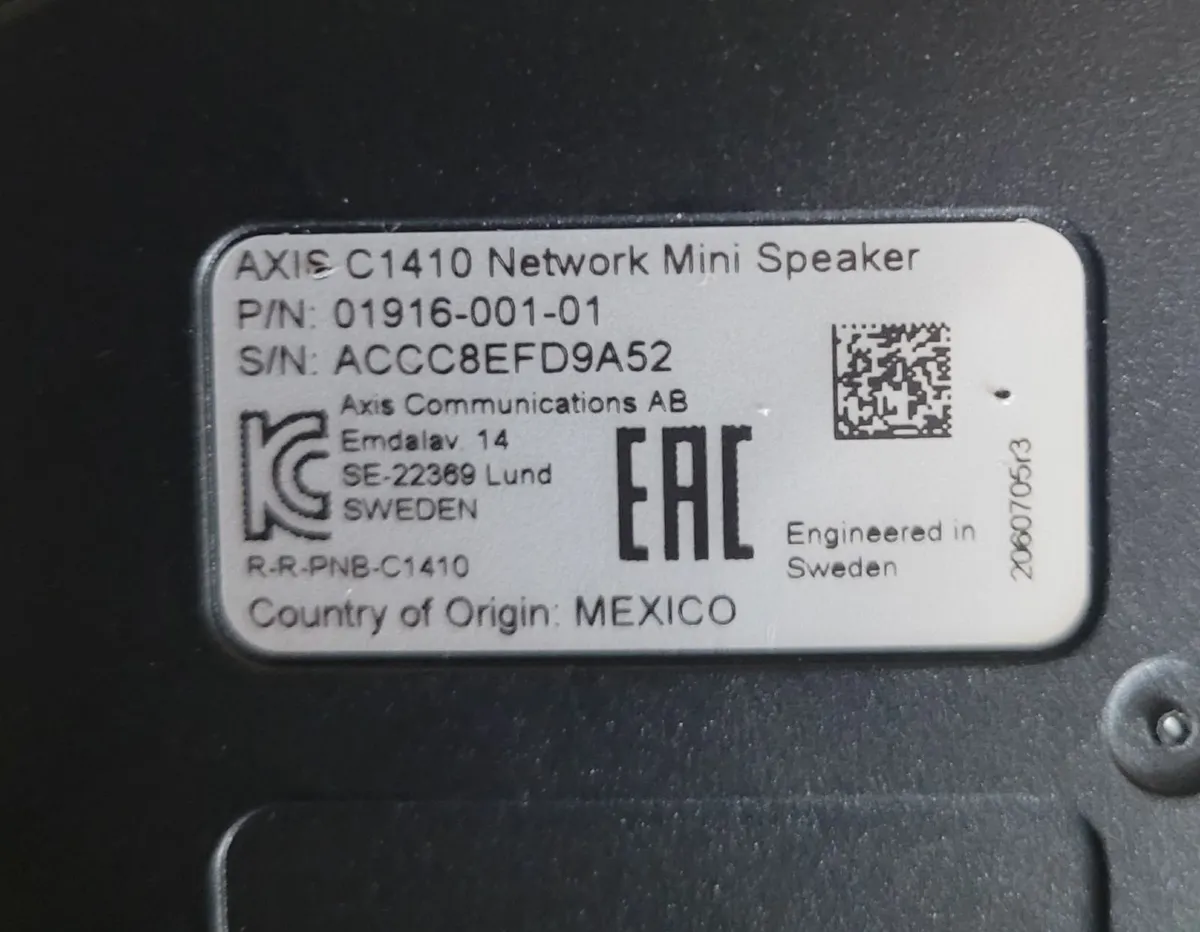 AXIS C1410 Network Mini Speaker
P/N: 01916-001-01
S/N: ACCC8EFD9A52
Axis Communications AB
Emdalav. 14
SE-22369 Lund
SWEDEN
KC
R-R-PNB-C1410
EAC
Engineered in
Sweden
2060705r3
Country of Origin: MEXICO